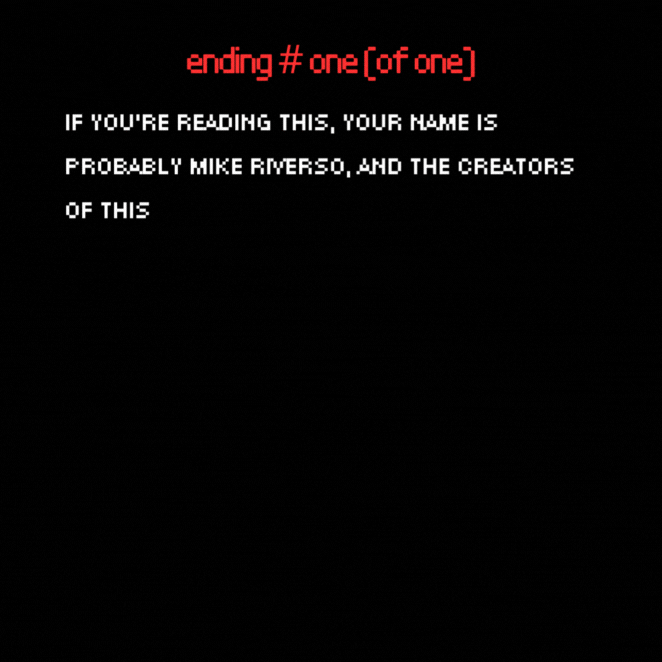 ending # one (of one)
IF YOU'RE READING THIS, YOUR NAME IS
PROBABLY MIKE RIVERSO, AND THE CREATORS
OF THIS